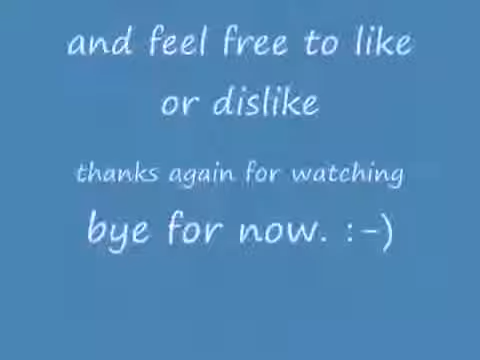 and feel free to like
or dislike
thanks again for watching
bye for now. :-)